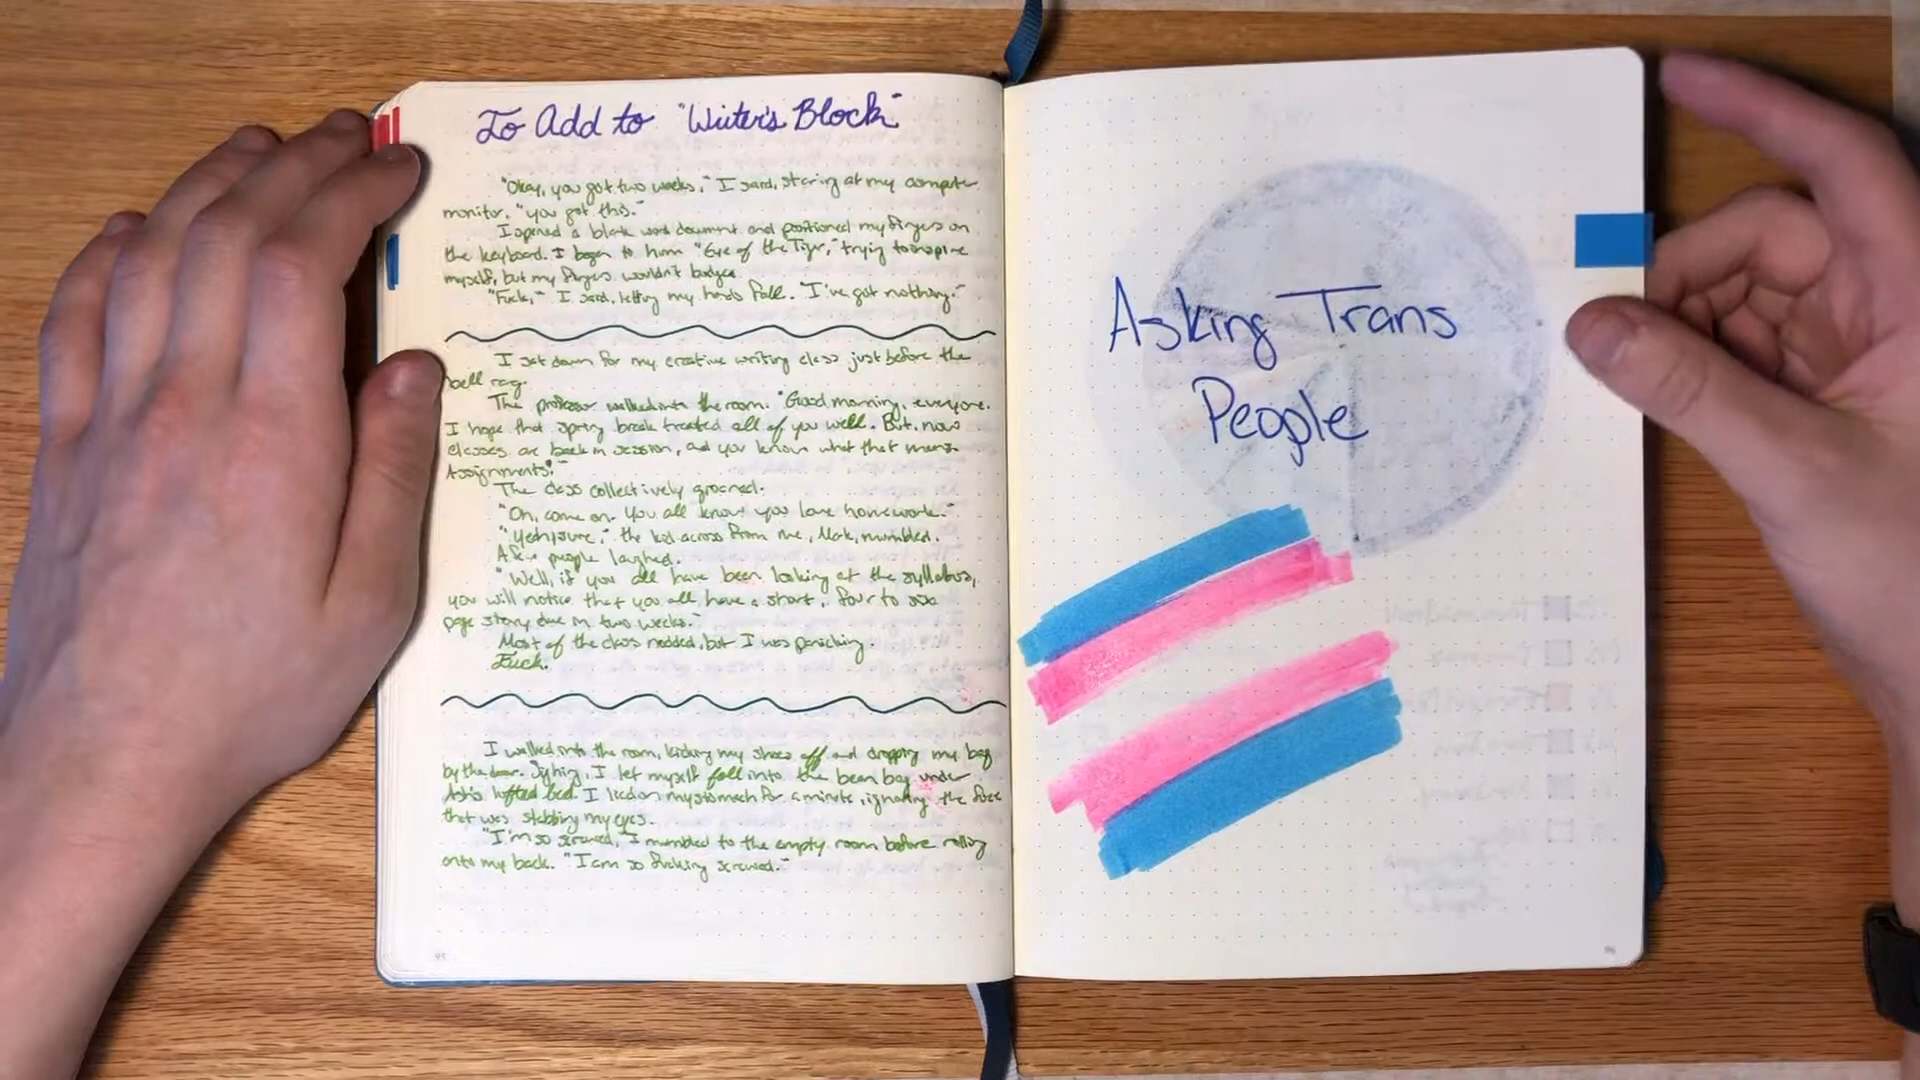 To Add to "Writer's Block"
"Okay, you got two weeks," I said, staring at my computer
monitor. "you got this."
I opened a blank word document and positioned my fingers on
the keyboard. I began to hum "Eye of the Tiger," trying to inspire
myself, but my fingers wouldn't budge.
"Fuck," I said, letting my hands fall. "I've got nothing."
I sat down for my creative writing class just before the
bell rang.
The professor walked into the room. "Good morning, everyone.
I hope that spring break treated all of you well. But, now
classes are back in session, and you know what that means.
Assignments."
The class collectively groaned.
"Oh, come on. You all know you love homework."
"Yeah, sure," the kid across from me, Mark, mumbled.
A few people laughed.
"Well, if you all have been looking at the syllabus,
you will notice that you all have a short, four to six
page story due in two weeks."
Most of the class nodded, but I was panicking.
Fuck.
I walked into the room, kicking my shoes off and dropping my bag
by the door. Sighing, I let myself fall into the bean bag under
Ash's lofted bed. I laid on my stomach for a minute, ignoring the
that was stabbing my eyes.
"I'm so screwed," I mumbled to the empty room before rolling
onto my back. "I am so fucking screwed."
95
Asking Trans
People
96